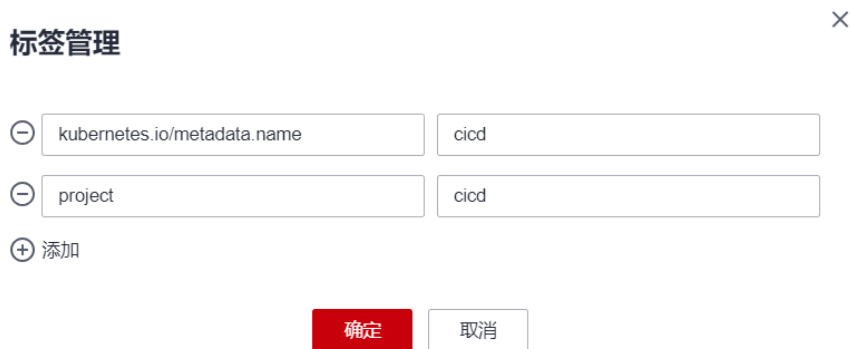 标签管理
kubernetes.io/metadata.name cicd
project cicd
添加
确定 取消